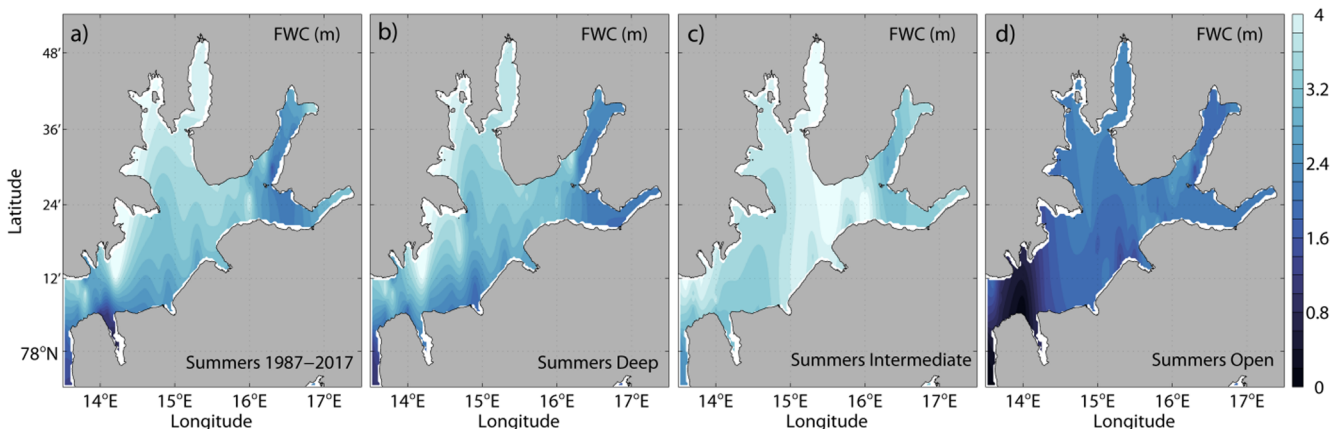 a) FWC (m)
b) FWC (m)
c) FWC (m)
d) FWC (m)
4
3.2
2.4
1.6
0.8
0
Latitude
48′
36′
24′
12′
78°N
Summers 1987–2017
Summers Deep
Summers Intermediate
Summers Open
14°E 15°E 16°E 17°E
14°E 15°E 16°E 17°E
14°E 15°E 16°E 17°E
14°E 15°E 16°E 17°E
Longitude
Longitude
Longitude
Longitude